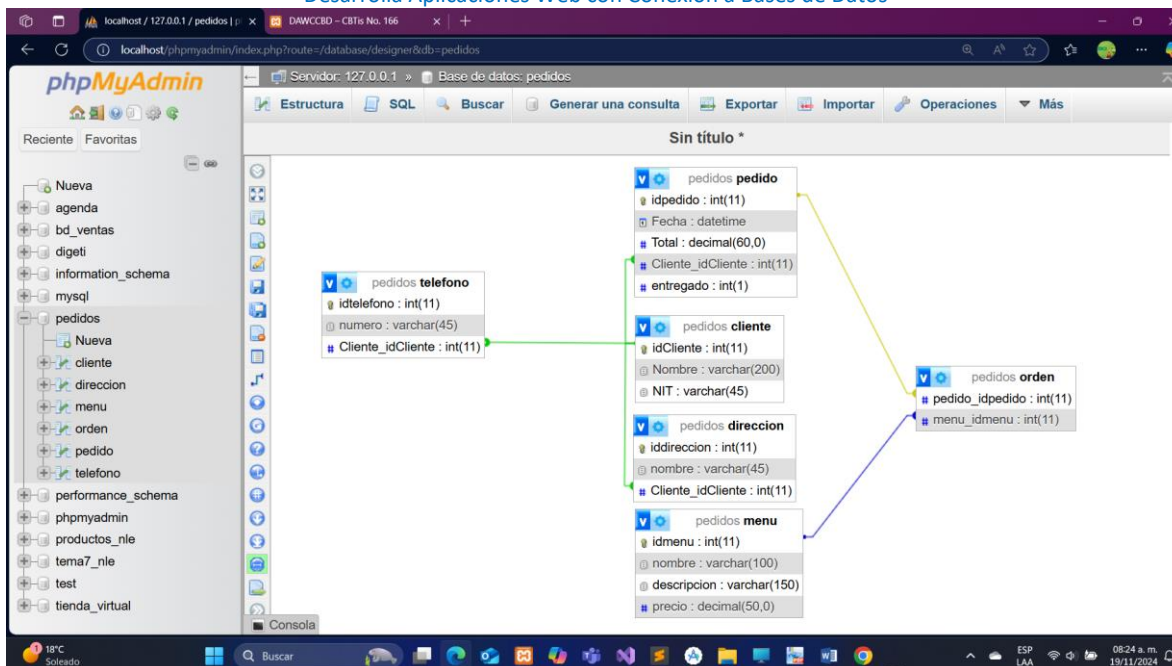 Desarrolla Aplicaciones Web con Conexión a Bases de Datos
localhost / 127.0.0.1 / pedidos | p
DAWCCBD – CBTis No. 166
localhost/phpmyadmin/index.php?route=/database/designer&db=pedidos
phpMyAdmin
Reciente Favoritas
Nueva
agenda
bd_ventas
digeti
information_schema
mysql
pedidos
Nueva
cliente
direccion
menu
orden
pedido
telefono
performance_schema
phpmyadmin
productos_nle
tema7_nle
test
tienda_virtual
Servidor: 127.0.0.1 » Base de datos: pedidos
Estructura SQL Buscar Generar una consulta Exportar Importar Operaciones Más
Sin título *
pedidos telefono
idtelefono : int(11)
numero : varchar(45)
Cliente_idCliente : int(11)
pedidos pedido
idpedido : int(11)
Fecha : datetime
Total : decimal(60,0)
Cliente_idCliente : int(11)
entregado : int(1)
pedidos cliente
idCliente : int(11)
Nombre : varchar(200)
NIT : varchar(45)
pedidos direccion
iddireccion : int(11)
nombre : varchar(45)
Cliente_idCliente : int(11)
pedidos menu
idmenu : int(11)
nombre : varchar(100)
descripcion : varchar(150)
precio : decimal(50,0)
pedidos orden
pedido_idpedido : int(11)
menu_idmenu : int(11)
Consola
18°C
Soleado
Buscar
ESP
LAA
08:24 a. m.
19/11/2024